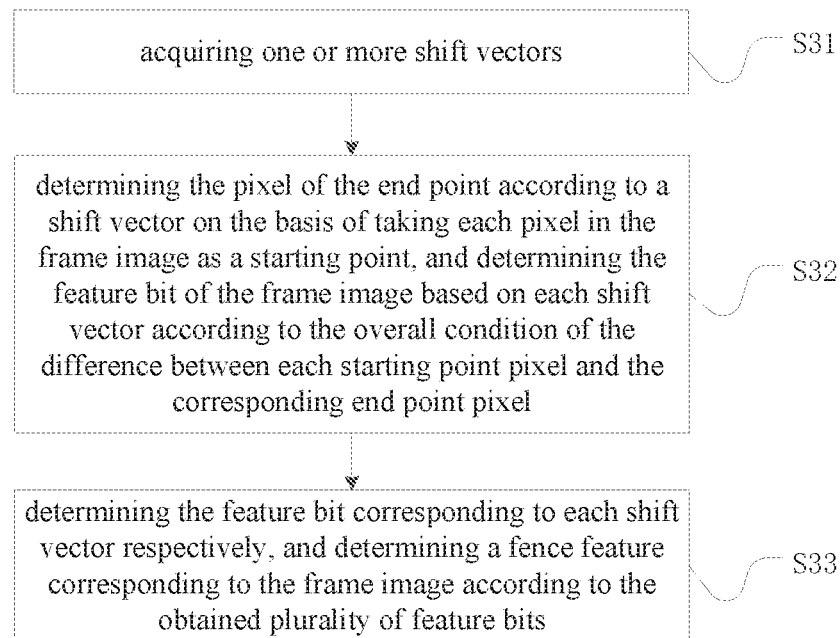 acquiring one or more shift vectors
S31
determining the pixel of the end point according to a
shift vector on the basis of taking each pixel in the
frame image as a starting point, and determining the
feature bit of the frame image based on each shift
vector according to the overall condition of the
difference between each starting point pixel and the
corresponding end point pixel
S32
determining the feature bit corresponding to each shift
vector respectively, and determining a fence feature
corresponding to the frame image according to the
obtained plurality of feature bits
S33